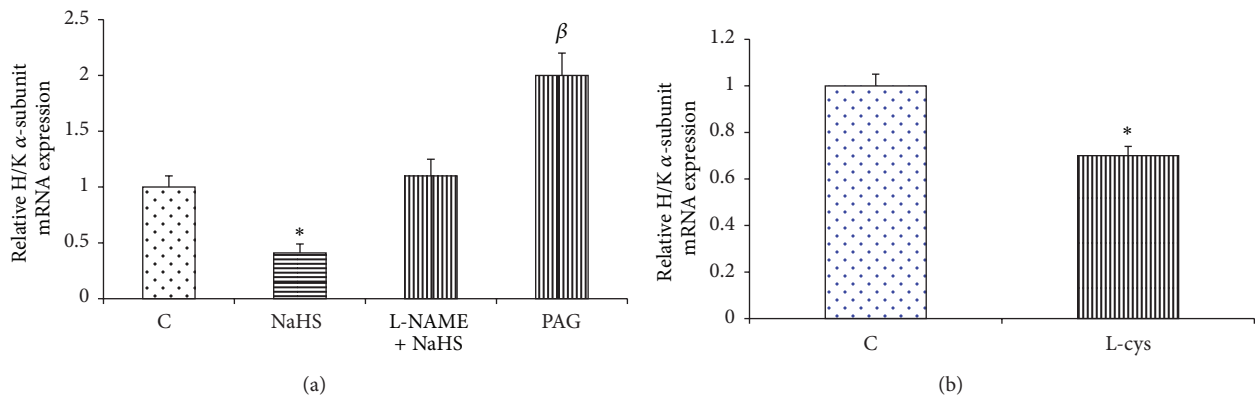 2.5
2
1.5
1
0.5
0
Relative H/K α-subunit
mRNA expression
*
β
C
NaHS
L-NAME
+ NaHS
PAG
(a)
1.2
1
0.8
0.6
0.4
0.2
0
Relative H/K α-subunit
mRNA expression
*
C
L-cys
(b)